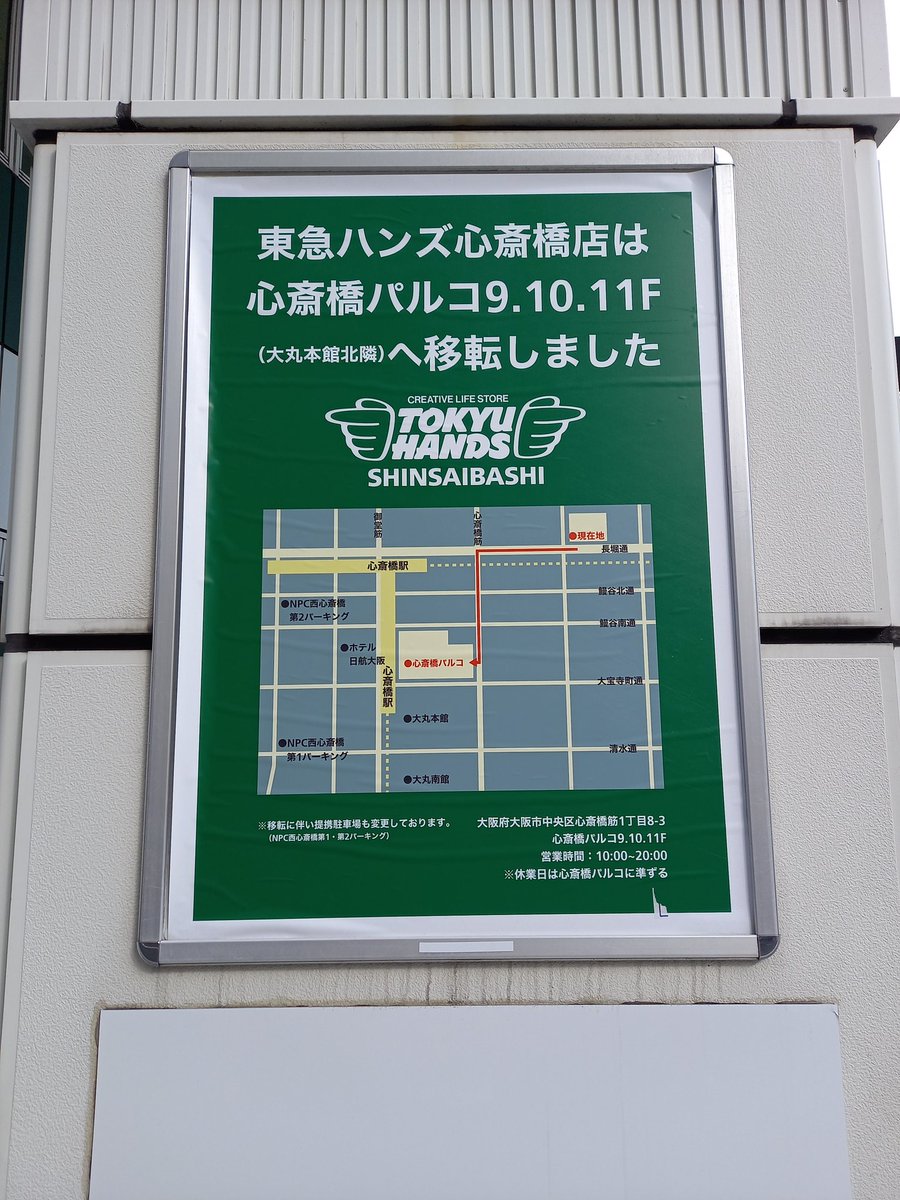 東急ハンズ心斎橋店は
心斎橋パルコ9.10.11F
（大丸本館北隣）へ移転しました
CREATIVE LIFE STORE
TOKYU
HANDS
SHINSAIBASHI
御堂筋
心斎橋筋
●現在地
長堀通
心斎橋駅
鰻谷北通
●NPC西心斎橋
第2パーキング
鰻谷南通
●ホテル
日航大阪
●心斎橋パルコ
心斎橋駅
大宝寺町通
●大丸本館
●NPC西心斎橋
第1パーキング
清水通
●大丸南館
※移転に伴い提携駐車場も変更しております。
（NPC西心斎橋第1・第2パーキング）
大阪府大阪市中央区心斎橋筋1丁目8-3
心斎橋パルコ9.10.11F
営業時間：10:00~20:00
※休業日は心斎橋パルコに準ずる